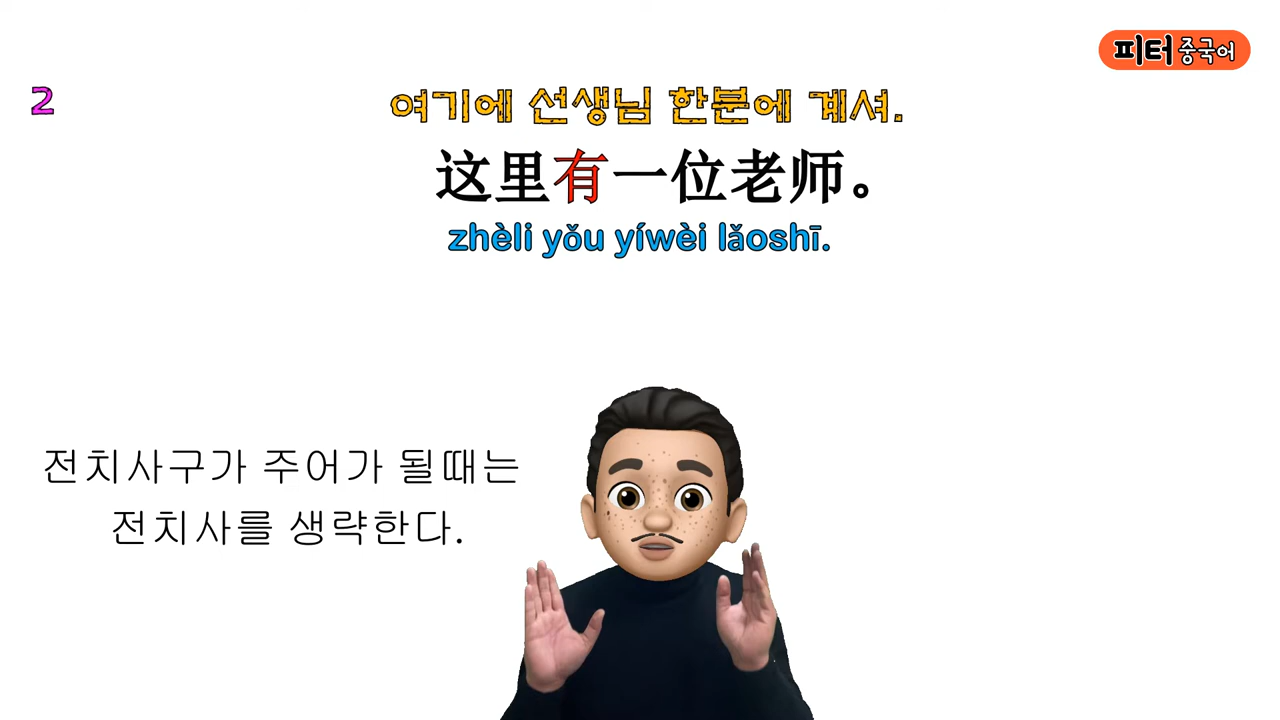 피터 중국어
2
여기에 선생님 한분에 계셔.
这里有一位老师。
zhèli yǒu yíwèi lǎoshī.
전치사구가 주어가 될때는
전치사를 생략한다.